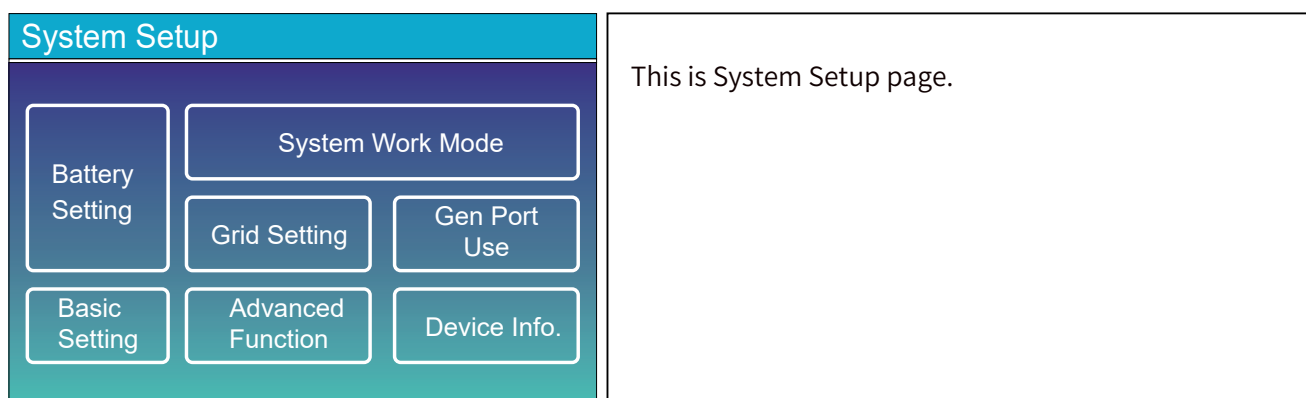 System Setup
This is System Setup page.
Battery
Setting
System Work Mode
Grid Setting
Gen Port
Use
Basic
Setting
Advanced
Function
Device Info.